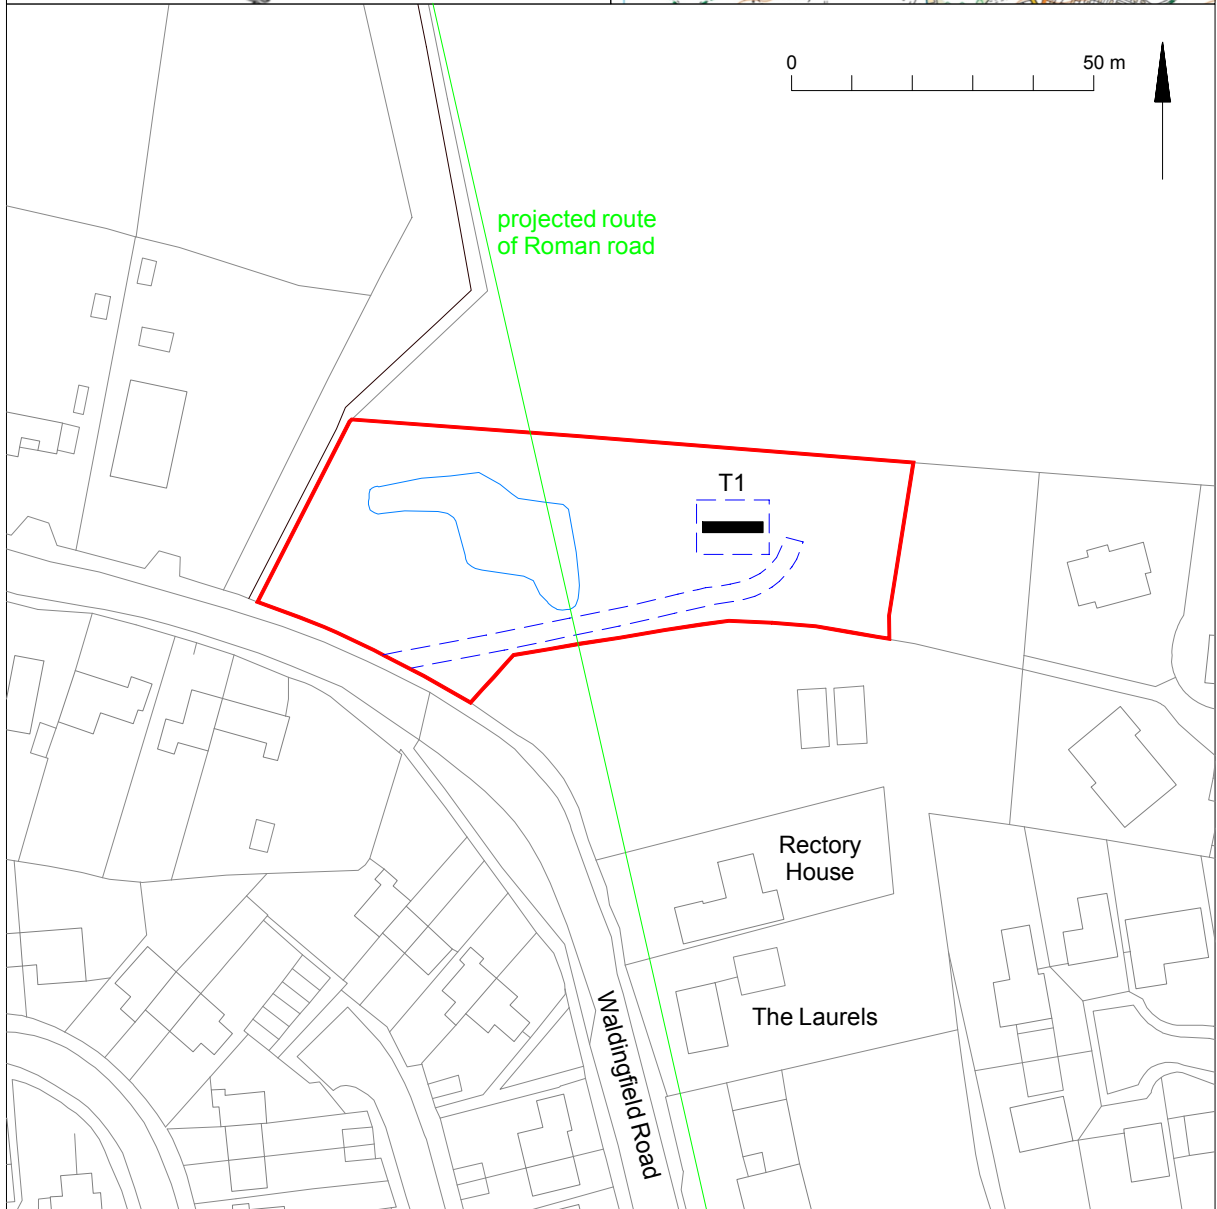 0 50 m
projected route
of Roman road
T1
Rectory
House
The Laurels
Waldingfield Road